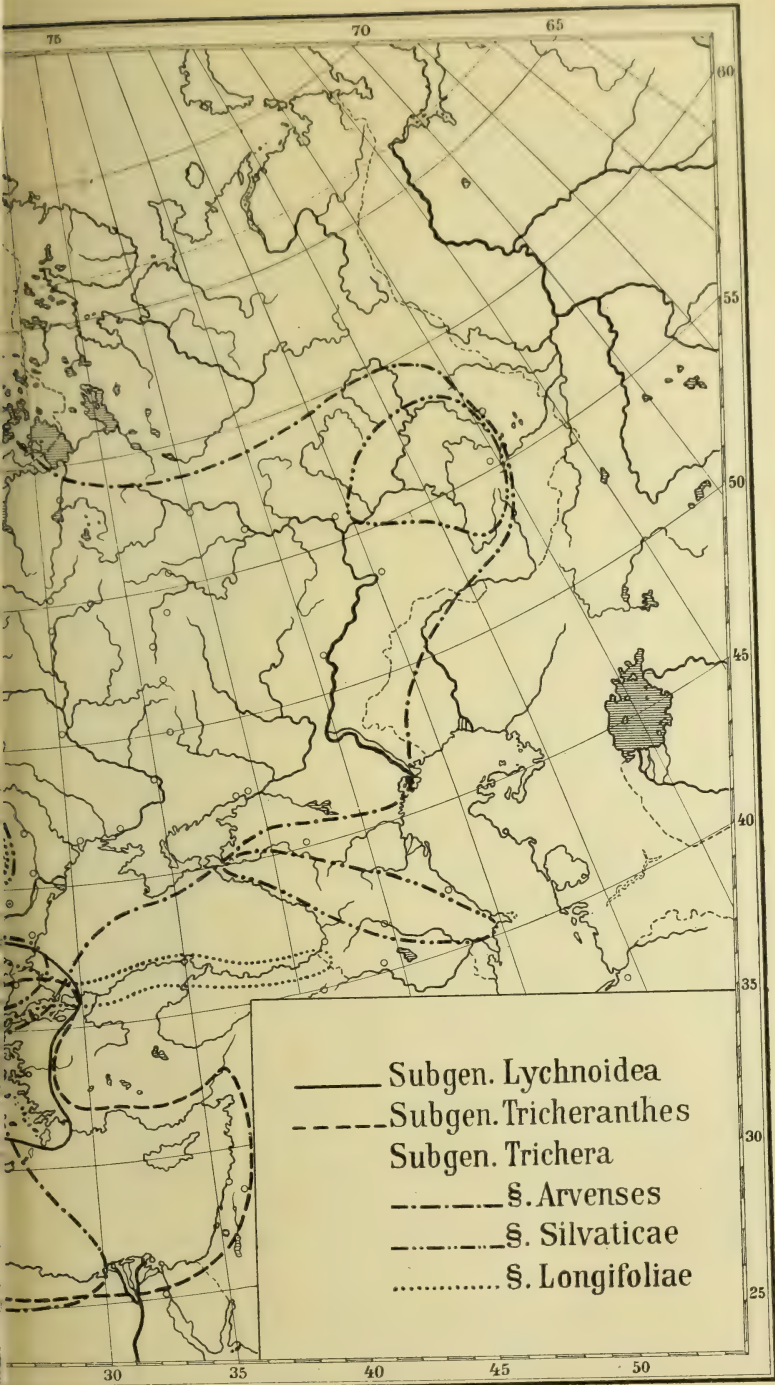 75 70 65
60
55
50
45
40
35
Subgen. Lychnoidea
Subgen. Tricheranthes
Subgen. Trichera
§. Arvenses
§. Silvaticae
§. Longifoliae
30
25
30 35 40 45 50